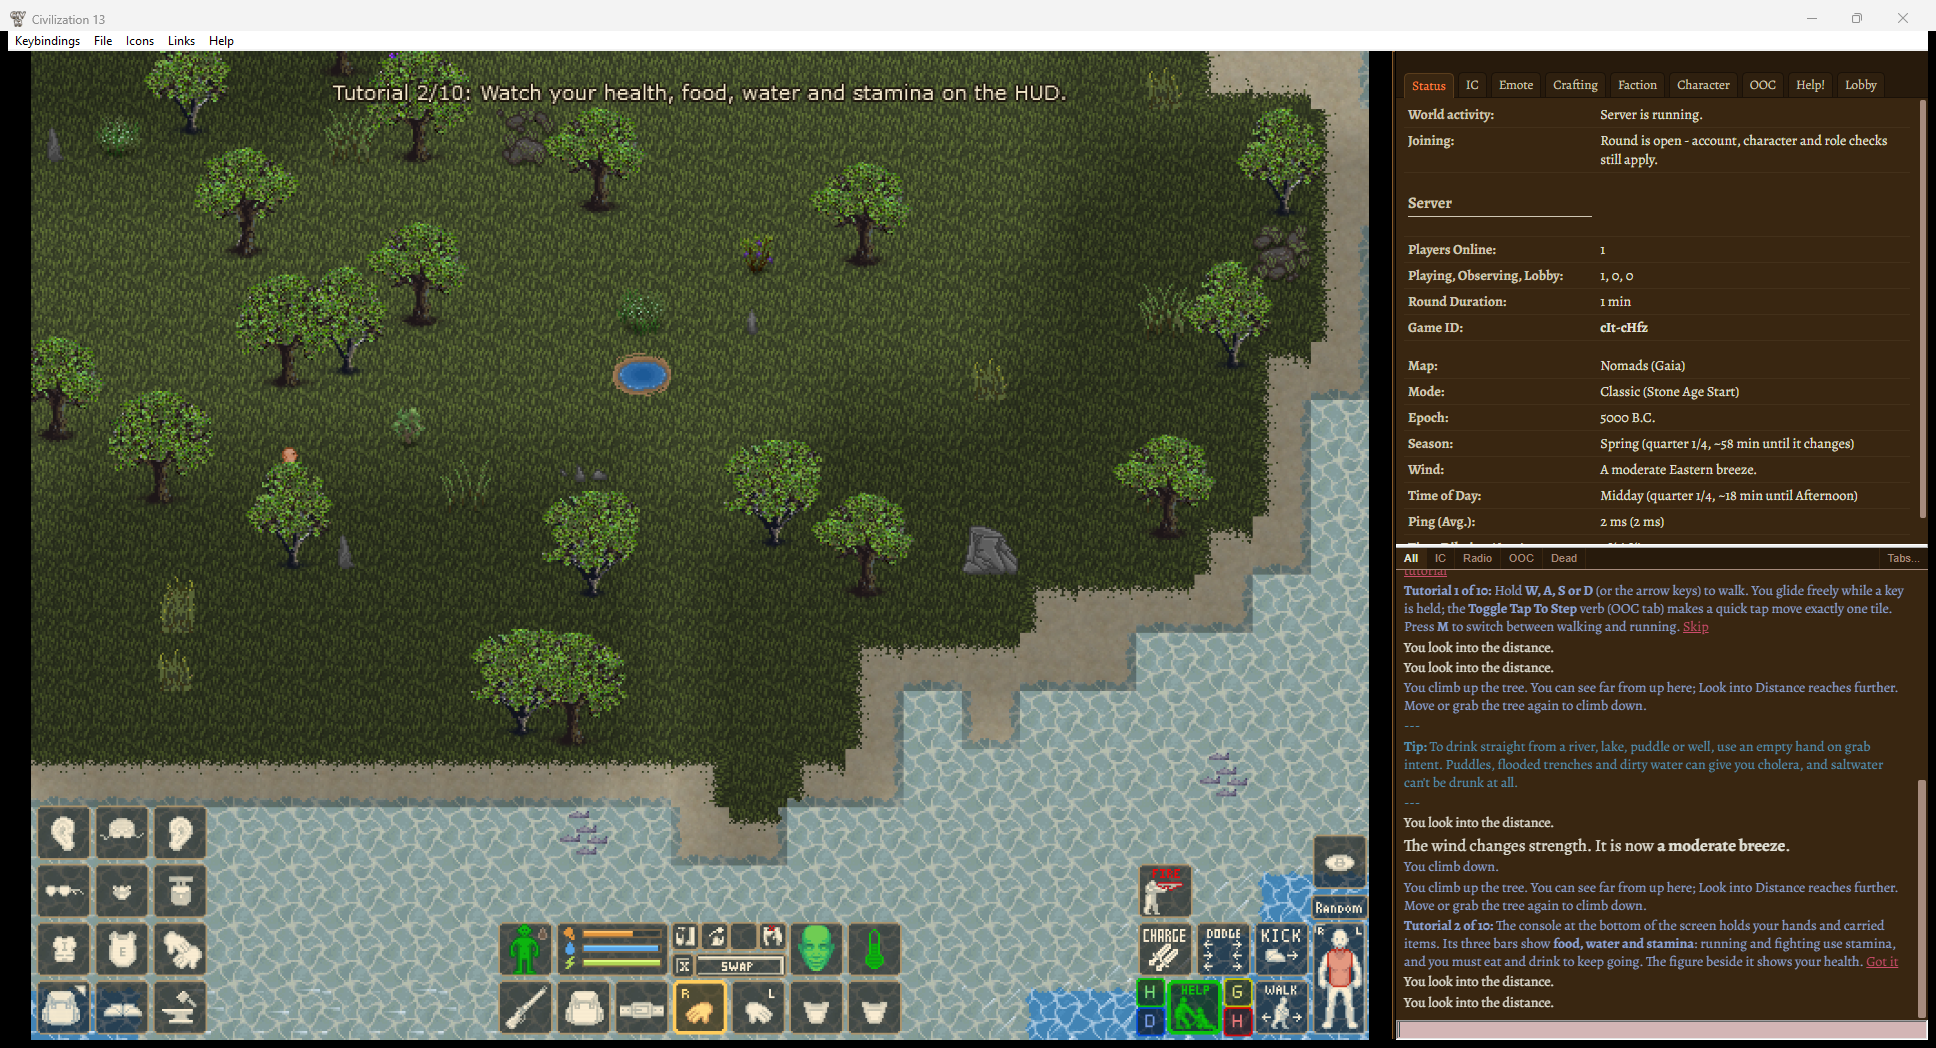 Civilization 13
Keybindings File Icons Links Help
Tutorial 2/10: Watch your health, food, water and stamina on the HUD.
Status IC Emote Crafting Faction Character OOC Help! Lobby
World activity: Server is running.
Joining: Round is open - account, character and role checks
still apply.
Server
Players Online: 1
Playing, Observing, Lobby: 1, 0, 0
Round Duration: 1 min
Game ID: cIt-cHfz
Map: Nomads (Gaia)
Mode: Classic (Stone Age Start)
Epoch: 5000 B.C.
Season: Spring (quarter 1/4, ~58 min until it changes)
Wind: A moderate Eastern breeze.
Time of Day: Midday (quarter 1/4, ~18 min until Afternoon)
Ping (Avg.): 2 ms (2 ms)
All IC Radio OOC Dead Tabs...
tutorial
Tutorial 1 of 10: Hold W, A, S or D (or the arrow keys) to walk. You glide freely while a key
is held; the Toggle Tap To Step verb (OOC tab) makes a quick tap move exactly one tile.
Press M to switch between walking and running. Skip
You look into the distance.
You look into the distance.
You climb up the tree. You can see far from up here; Look into Distance reaches further.
Move or grab the tree again to climb down.
---
Tip: To drink straight from a river, lake, puddle or well, use an empty hand on grab
intent. Puddles, flooded trenches and dirty water can give you cholera, and saltwater
can't be drunk at all.
---
You look into the distance.
The wind changes strength. It is now a moderate breeze.
You climb down.
You climb up the tree. You can see far from up here; Look into Distance reaches further.
Move or grab the tree again to climb down.
Tutorial 2 of 10: The console at the bottom of the screen holds your hands and carried
items. Its three bars show food, water and stamina: running and fighting use stamina,
and you must eat and drink to keep going. The figure beside it shows your health. Got it
You look into the distance.
You look into the distance.
Random
CHARGE DODGE KICK R L
X SWAP
R L
H HELP G WALK
D H
I E